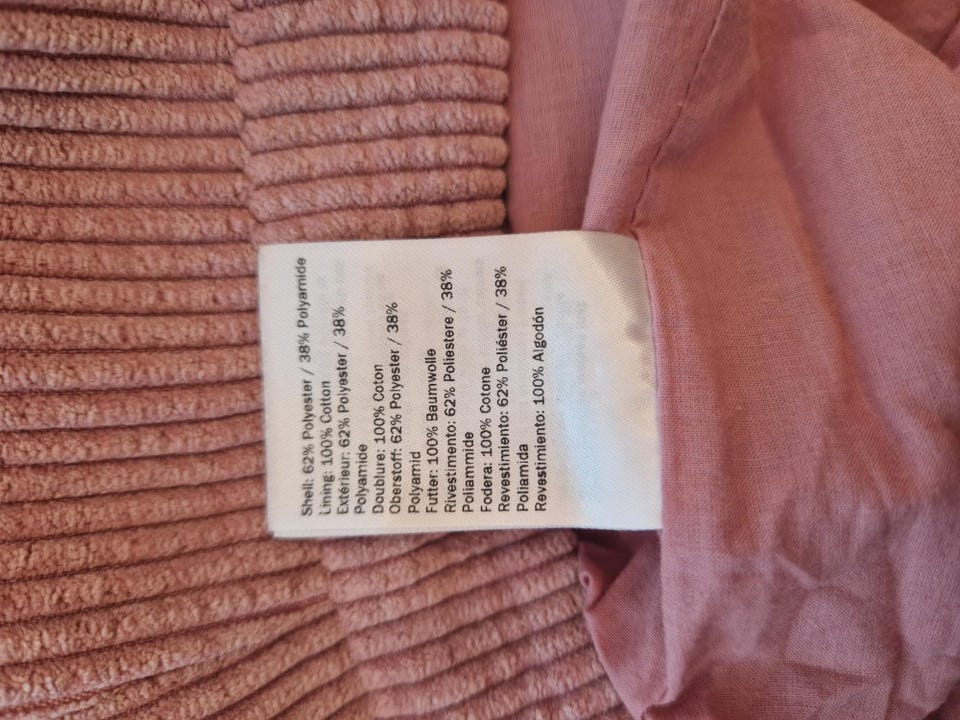 Shell: 62% Polyester / 38% Polyamide
Lining: 100% Cotton
Extérieur: 62% Polyester / 38%
Polyamide
Doublure: 100% Coton
Oberstoff: 62% Polyester / 38%
Polyamid
Futter: 100% Baumwolle
Rivestimento: 62% Poliestere / 38%
Poliammide
Fodera: 100% Cotone
Revestimiento: 62% Poliéster / 38%
Poliamida
Revestimiento: 100% Algodón